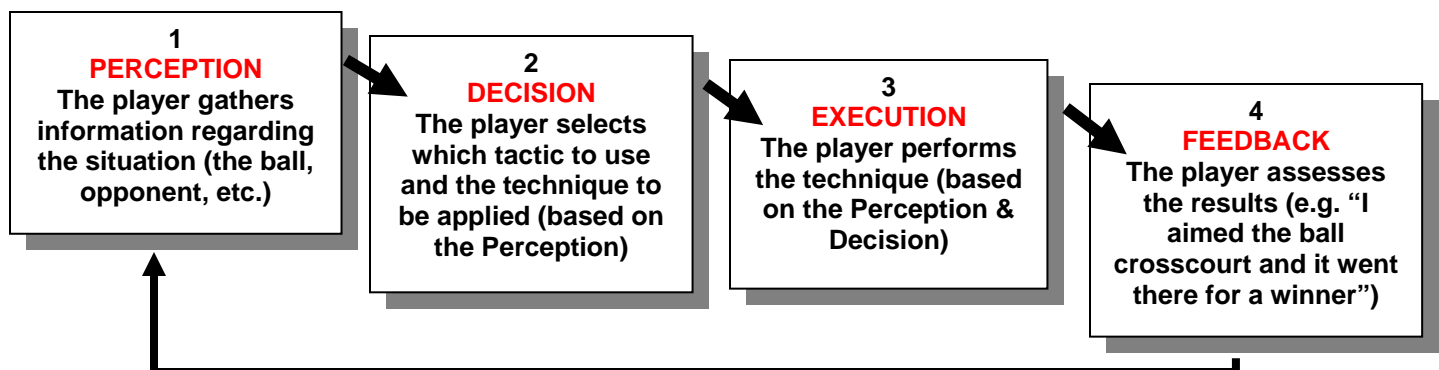 1
PERCEPTION
The player gathers
information regarding
the situation (the ball,
opponent, etc.)
2
DECISION
The player selects
which tactic to use
and the technique to
be applied (based on
the Perception)
3
EXECUTION
The player performs
the technique (based
on the Perception &
Decision)
4
FEEDBACK
The player assesses
the results (e.g. “I
aimed the ball
crosscourt and it went
there for a winner”)